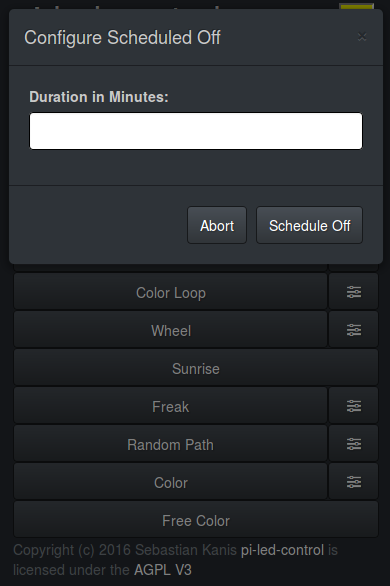 Configure Scheduled Off
×
Duration in Minutes:
Abort
Schedule Off
Color Loop
Wheel
Sunrise
Freak
Random Path
Color
Free Color
Copyright (c) 2016 Sebastian Kanis pi-led-control is
licensed under the AGPL V3